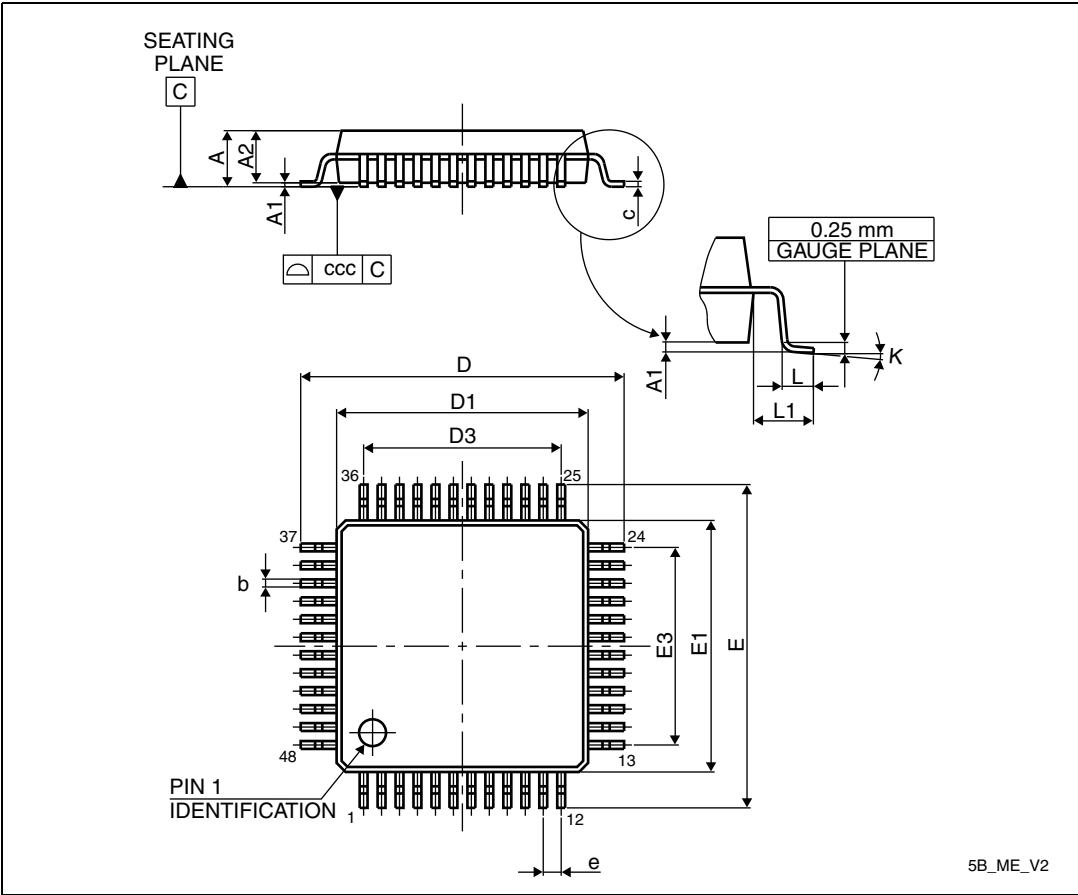 SEATING
PLANE
C
A
A2
A1
c
ccc C
0.25 mm
GAUGE PLANE
K
A1
L
L1
D
D1
D3
36
25
37
24
b
E3
E1
E
48
13
PIN 1
IDENTIFICATION
1
12
e
5B_ME_V2